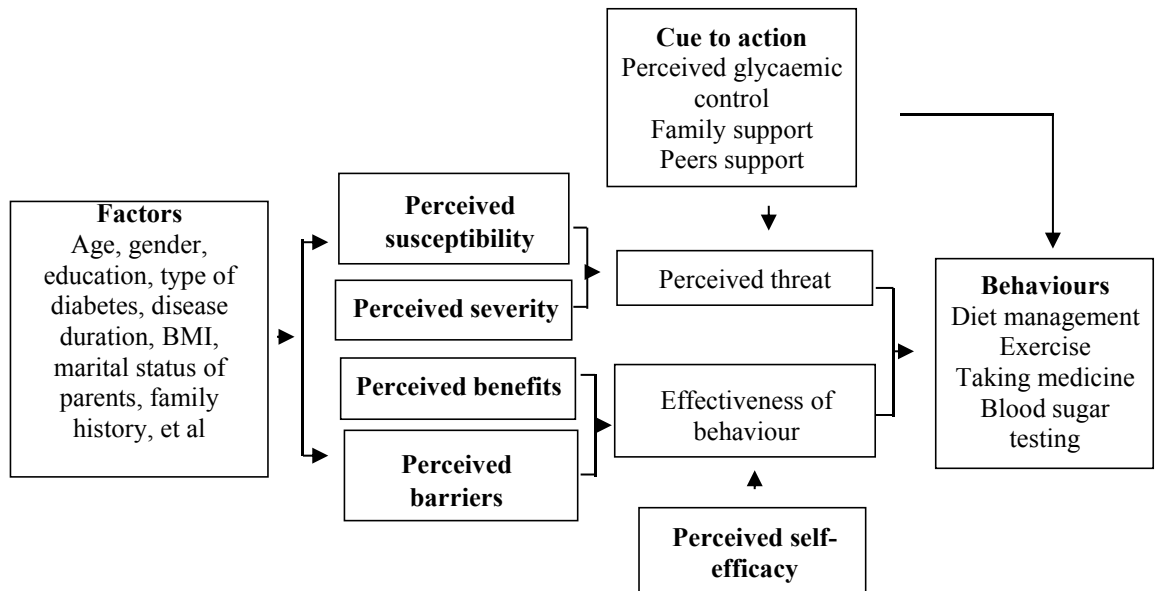 Cue to action
Perceived glycaemic
control
Family support
Peers support
Factors
Age, gender,
education, type of
diabetes, disease
duration, BMI,
marital status of
parents, family
history, et al
Perceived
susceptibility
Perceived severity
Perceived benefits
Perceived
barriers
Perceived threat
Effectiveness of
behaviour
Perceived self-
efficacy
Behaviours
Diet management
Exercise
Taking medicine
Blood sugar
testing